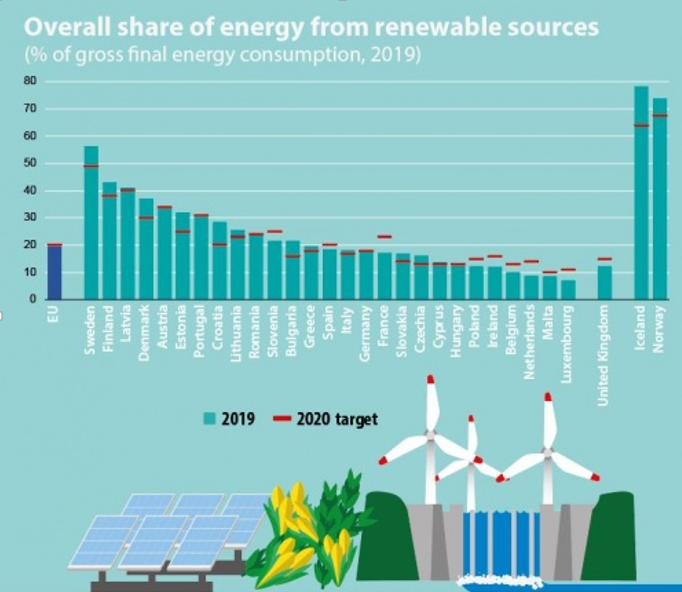 Overall share of energy from renewable sources
(% of gross final energy consumption, 2019)
80
70
60
50
40
30
20
10
0
EU
Sweden
Finland
Latvia
Denmark
Austria
Estonia
Portugal
Croatia
Lithuania
Romania
Slovenia
Bulgaria
Greece
Spain
Italy
Germany
France
Slovakia
Czechia
Cyprus
Hungary
Poland
Ireland
Belgium
Netherlands
Malta
Luxembourg
United Kingdom
Iceland
Norway
2019 2020 target